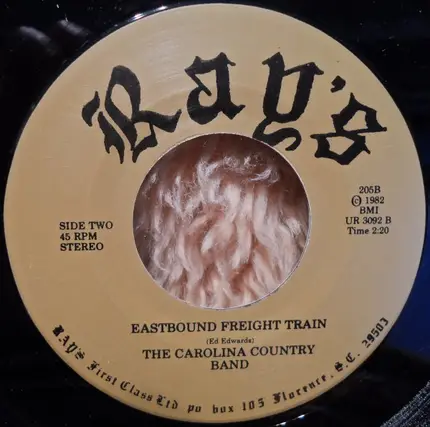 Ray's
SIDE TWO
45 RPM
STEREO
205B
© 1982
BMI
UR 3092 B
Time 2:20
EASTBOUND FREIGHT TRAIN
(Ed Edwards)
THE CAROLINA COUNTRY
BAND
RAYS First Class Ltd po box 105 Florence, S.C. 29503